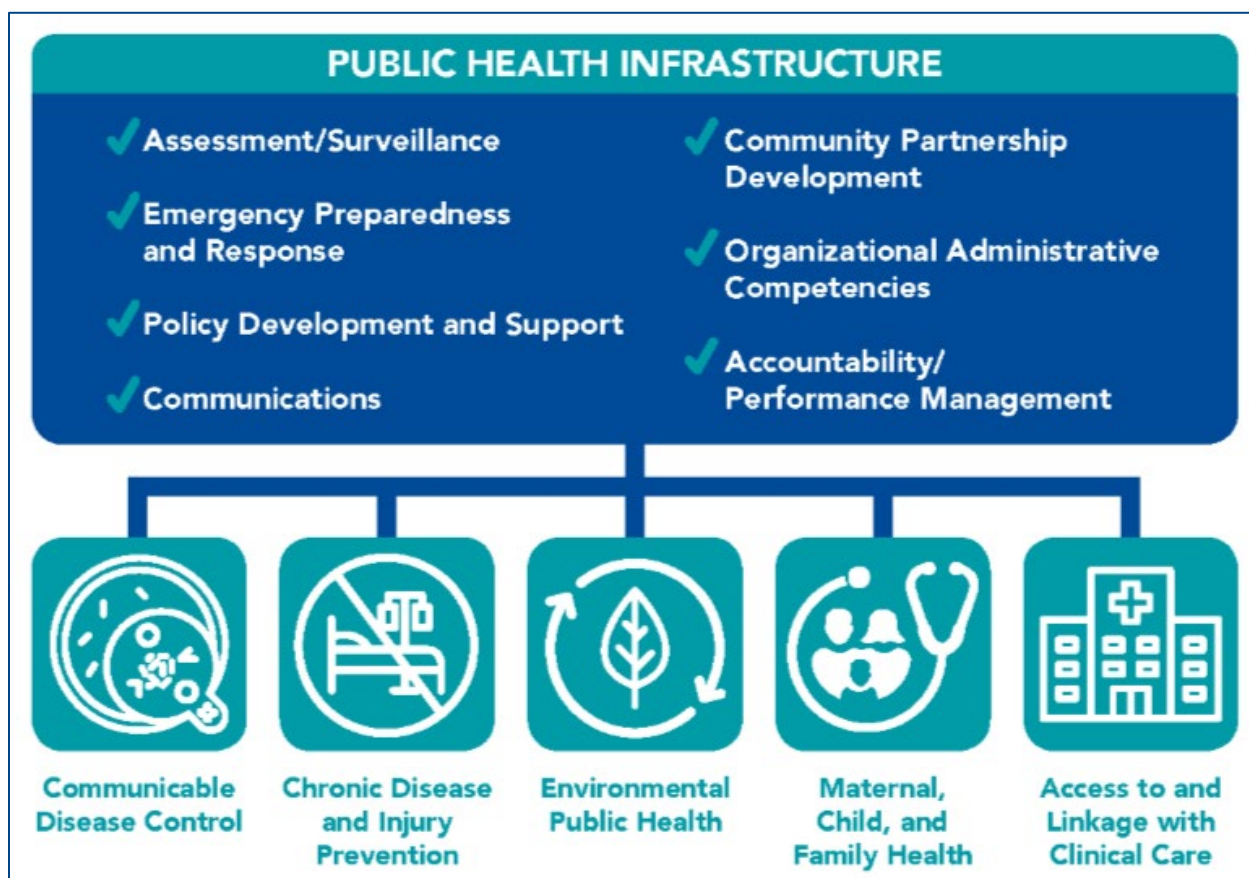 PUBLIC HEALTH INFRASTRUCTURE
Assessment/Surveillance
Emergency Preparedness
and Response
Policy Development and Support
Communications
Community Partnership
Development
Organizational Administrative
Competencies
Accountability/
Performance Management
Communicable
Disease Control
Chronic Disease
and Injury
Prevention
Environmental
Public Health
Maternal,
Child, and
Family Health
Access to and
Linkage with
Clinical Care